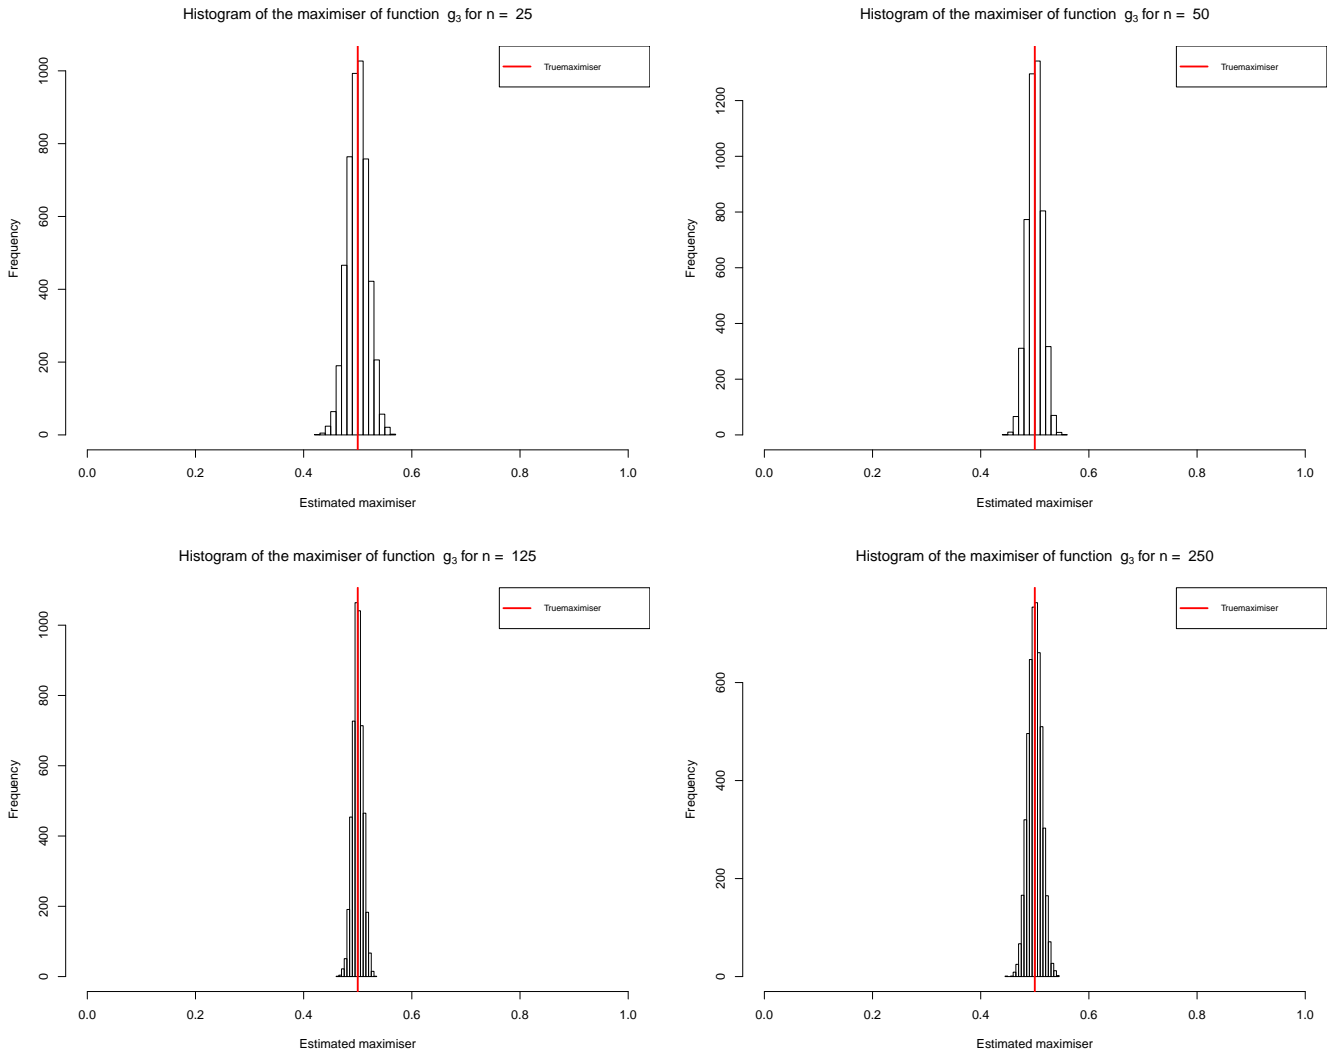 Histogram of the maximiser of function g₃ for n = 25
Truemaximiser
Frequency
0 200 400 600 800 1000
0.0 0.2 0.4 0.6 0.8 1.0
Estimated maximiser
Histogram of the maximiser of function g₃ for n = 50
Truemaximiser
Frequency
0 200 400 600 800 1000 1200
0.0 0.2 0.4 0.6 0.8 1.0
Estimated maximiser
Histogram of the maximiser of function g₃ for n = 125
Truemaximiser
Frequency
0 200 400 600 800 1000
0.0 0.2 0.4 0.6 0.8 1.0
Estimated maximiser
Histogram of the maximiser of function g₃ for n = 250
Truemaximiser
Frequency
0 200 400 600
0.0 0.2 0.4 0.6 0.8 1.0
Estimated maximiser